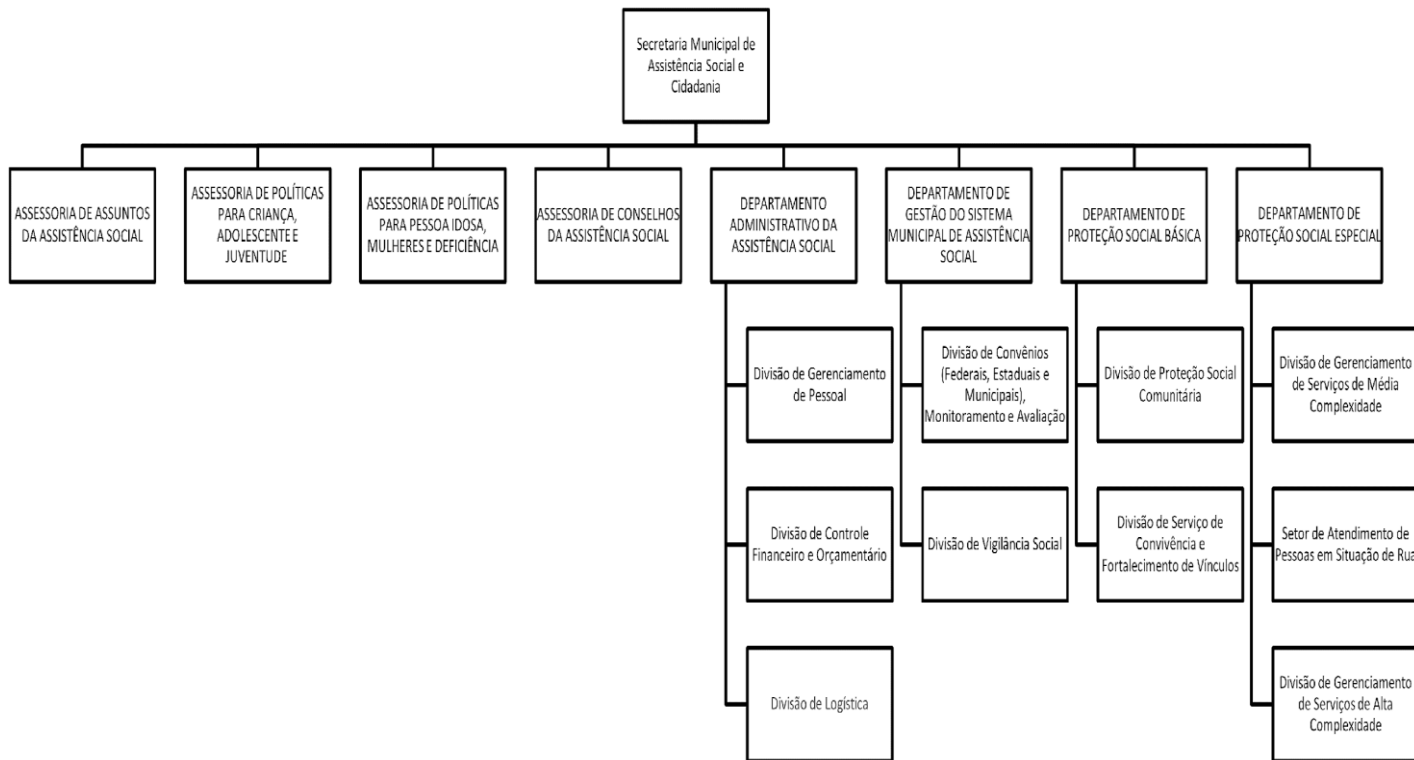 Secretaria Municipal de
Assistência Social e
Cidadania
ASSESSORIA DE ASSUNTOS
DA ASSISTÊNCIA SOCIAL
ASSESSORIA DE POLÍTICAS
PARA CRIANÇA,
ADOLESCENTE E
JUVENTUDE
ASSESSORIA DE POLÍTICAS
PARA PESSOA IDOSA,
MULHERES E DEFICIÊNCIA
ASSESSORIA DE CONSELHOS
DA ASSISTÊNCIA SOCIAL
DEPARTAMENTO
ADMINISTRATIVO DA
ASSISTÊNCIA SOCIAL
DEPARTAMENTO DE
GESTÃO DO SISTEMA
MUNICIPAL DE ASSISTÊNCIA
SOCIAL
DEPARTAMENTO DE
PROTEÇÃO SOCIAL BÁSICA
DEPARTAMENTO DE
PROTEÇÃO SOCIAL ESPECIAL
Divisão de Gerenciamento
de Pessoal
Divisão de Controle
Financeiro e Orçamentário
Divisão de Logística
Divisão de Convênios
(Federais, Estaduais e
Municipais),
Monitoramento e Avaliação
Divisão de Vigilância Social
Divisão de Proteção Social
Comunitária
Divisão de Serviço de
Convivência e
Fortalecimento de Vínculos
Divisão de Gerenciamento
de Serviços de Média
Complexidade
Setor de Atendimento de
Pessoas em Situação de Rua
Divisão de Gerenciamento
de Serviços de Alta
Complexidade